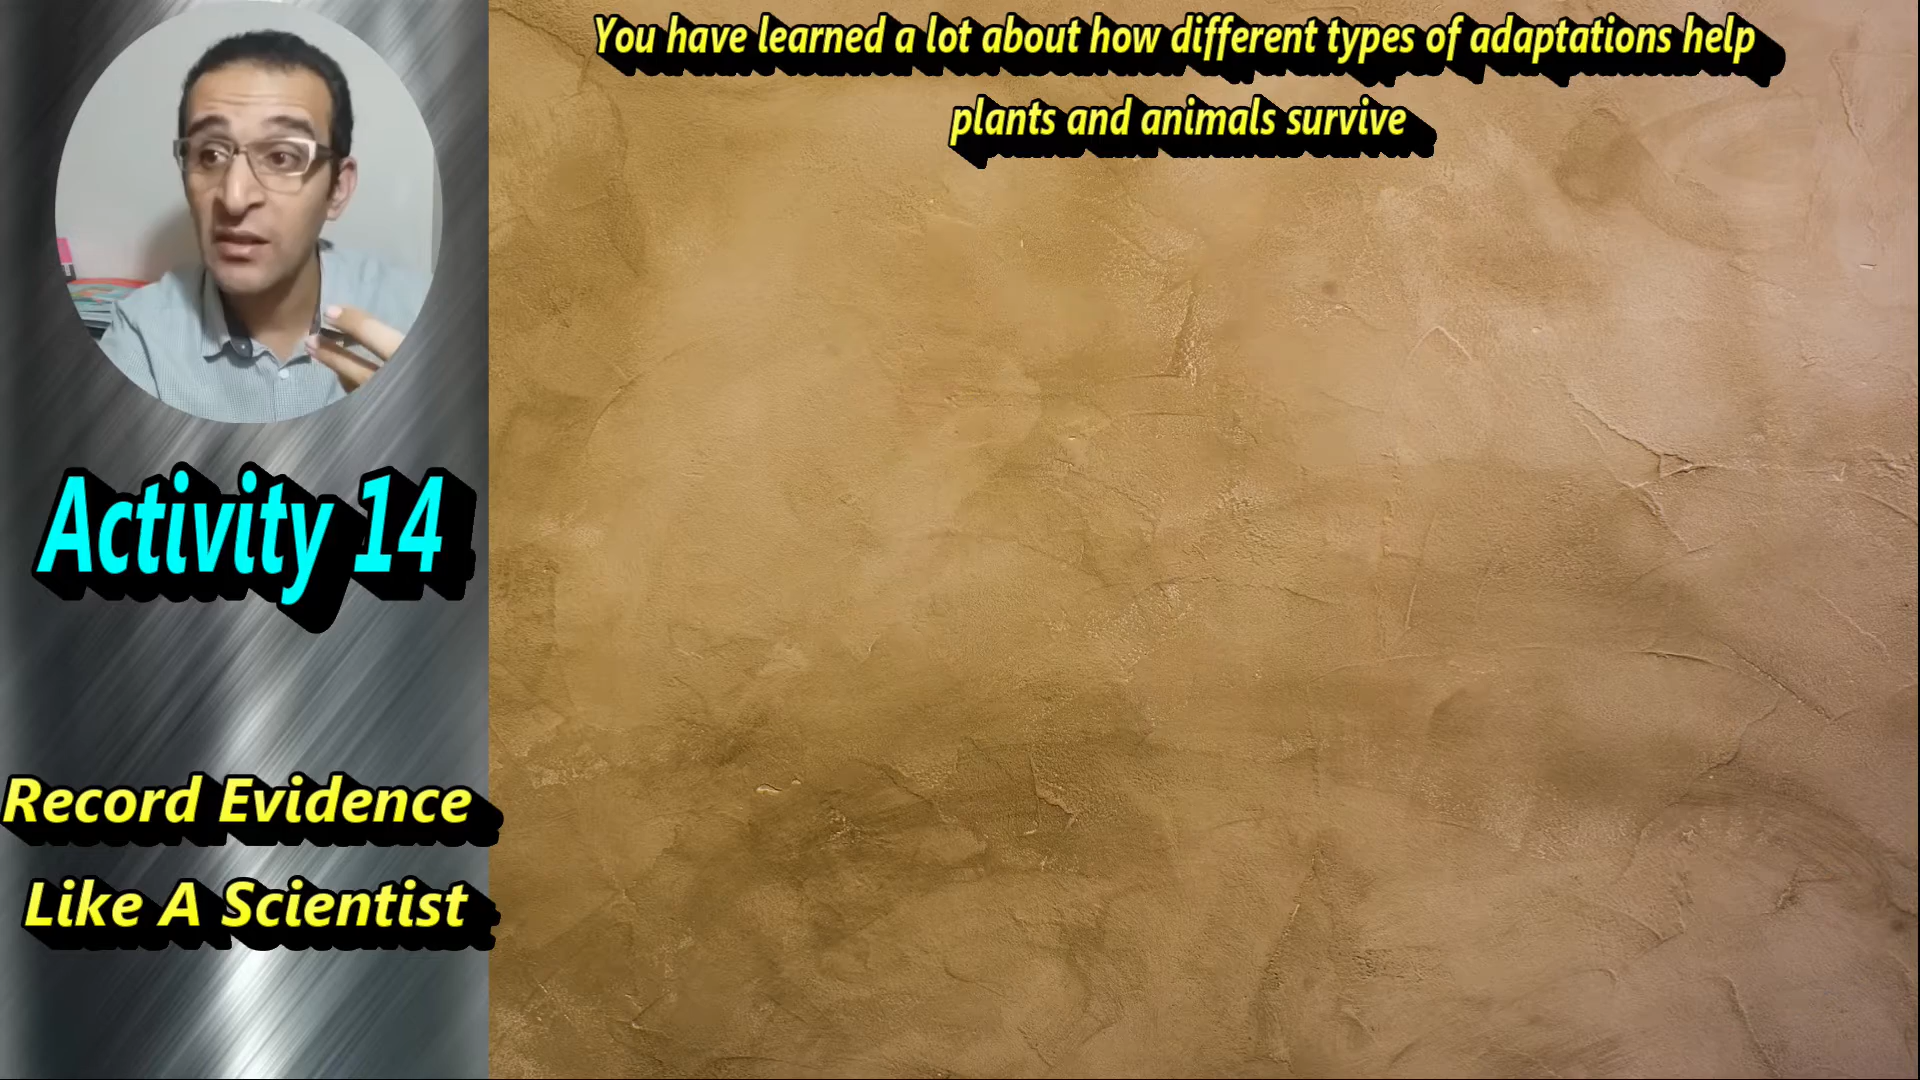 You have learned a lot about how different types of adaptations help
plants and animals survive
Activity 14
Record Evidence
Like A Scientist